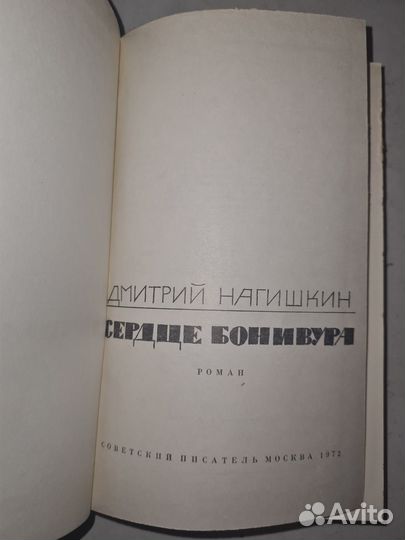 ДМИТРИЙ НАГИШКИН
СЕРДЦЕ БОНИВУРА
РОМАН
СОВЕТСКИЙ ПИСАТЕЛЬ МОСКВА 1972
Avito